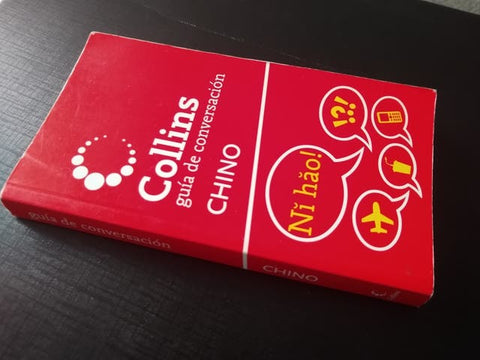 Collins
guía de conversación
CHINO
Nǐ hǎo!
¿?!
guía de conversación
CHINO